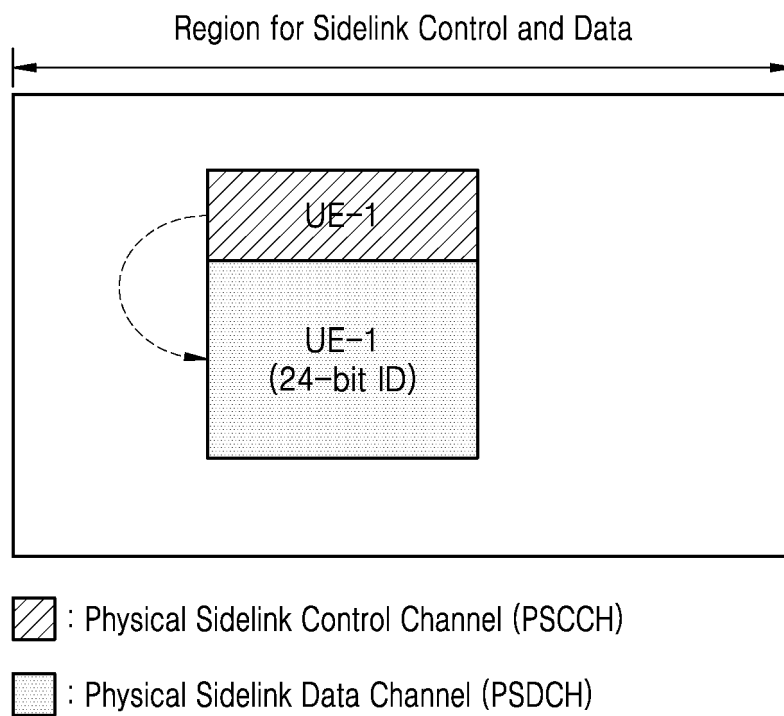 Region for Sidelink Control and Data
UE-1
UE-1
(24-bit ID)
: Physical Sidelink Control Channel (PSCCH)
: Physical Sidelink Data Channel (PSDCH)